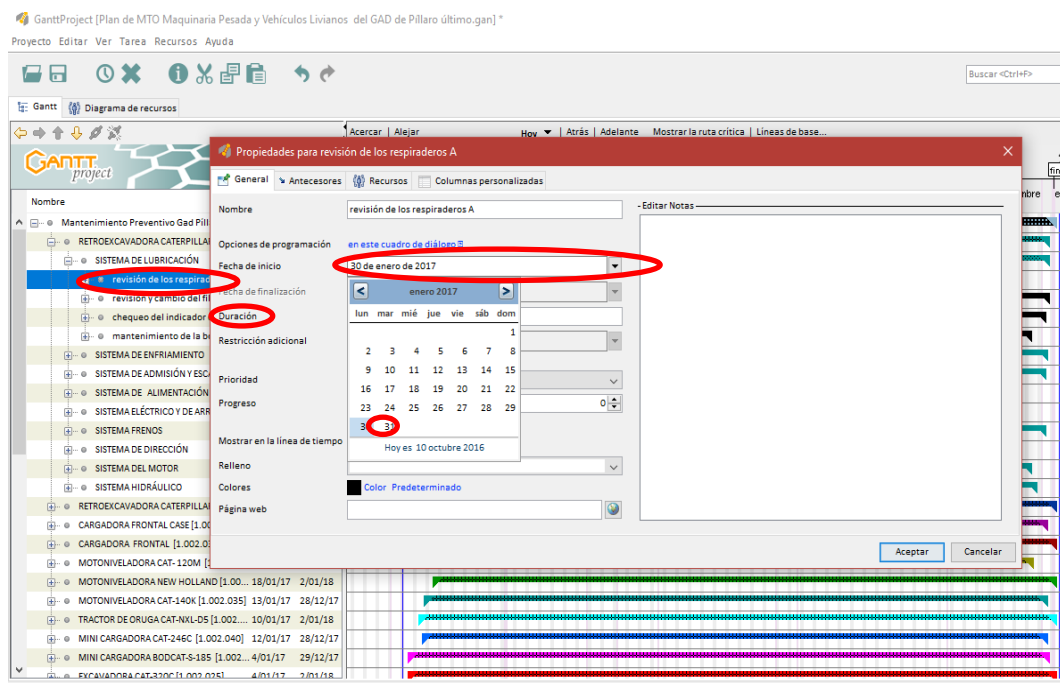 GanttProject [Plan de MTO Maquinaria Pesada y Vehículos Livianos del GAD de Píllaro último.gan] *
Proyecto Editar Ver Tarea Recursos Ayuda
Buscar <Ctrl+F>
Gantt Diagrama de recursos
Acercar | Alejar Hoy | Atrás | Adelante Mostrar la ruta crítica | Líneas de base...
GANTT project
Propiedades para revisión de los respiraderos A
General Antecesores Recursos Columnas personalizadas
Nombre
Mantenimiento Preventivo Gad Píll
RETROEXCAVADORA CATERPILLA
SISTEMA DE LUBRICACIÓN
revisión de los respirad
revisión y cambio del fil
chequeo del indicador
mantenimiento de la b
SISTEMA DE ENFRIAMIENTO
SISTEMA DE ADMISIÓN Y ESC
SISTEMA DE ALIMENTACIÓN
SISTEMA ELÉCTRICO Y DE ARR
SISTEMA FRENOS
SISTEMA DE DIRECCIÓN
SISTEMA DEL MOTOR
SISTEMA HIDRÁULICO
RETROEXCAVADORA CATERPILLA
CARGADORA FRONTAL CASE [1.00
CARGADORA FRONTAL [1.002.03
MOTONIVELADORA CAT- 120M [1
MOTONIVELADORA NEW HOLLAND [1.00... 18/01/17 2/01/18
MOTONIVELADORA CAT-140K [1.002.035] 13/01/17 28/12/17
TRACTOR DE ORUGA CAT-NXL-D5 [1.002.... 10/01/17 2/01/18
MINI CARGADORA CAT-246C [1.002.040] 12/01/17 28/12/17
MINI CARGADORA BODCAT-S-185 [1.002... 4/01/17 29/12/17
EXCAVADORA CAT-320C [1.002.025] 4/01/17 2/01/18
Nombre revisión de los respiraderos A
Opciones de programación en este cuadro de diálogo
Fecha de inicio 30 de enero de 2017
Fecha de finalización
Duración
Restricción adicional
Prioridad
Progreso 0
Mostrar en la línea de tiempo
Relleno
Colores Color Predeterminado
Página web
enero 2017
lun mar mié jue vie sáb dom
1
2 3 4 5 6 7 8
9 10 11 12 13 14 15
16 17 18 19 20 21 22
23 24 25 26 27 28 29
30 31
Hoy es 10 octubre 2016
Editar Notas
Aceptar Cancelar
fin
mbre e